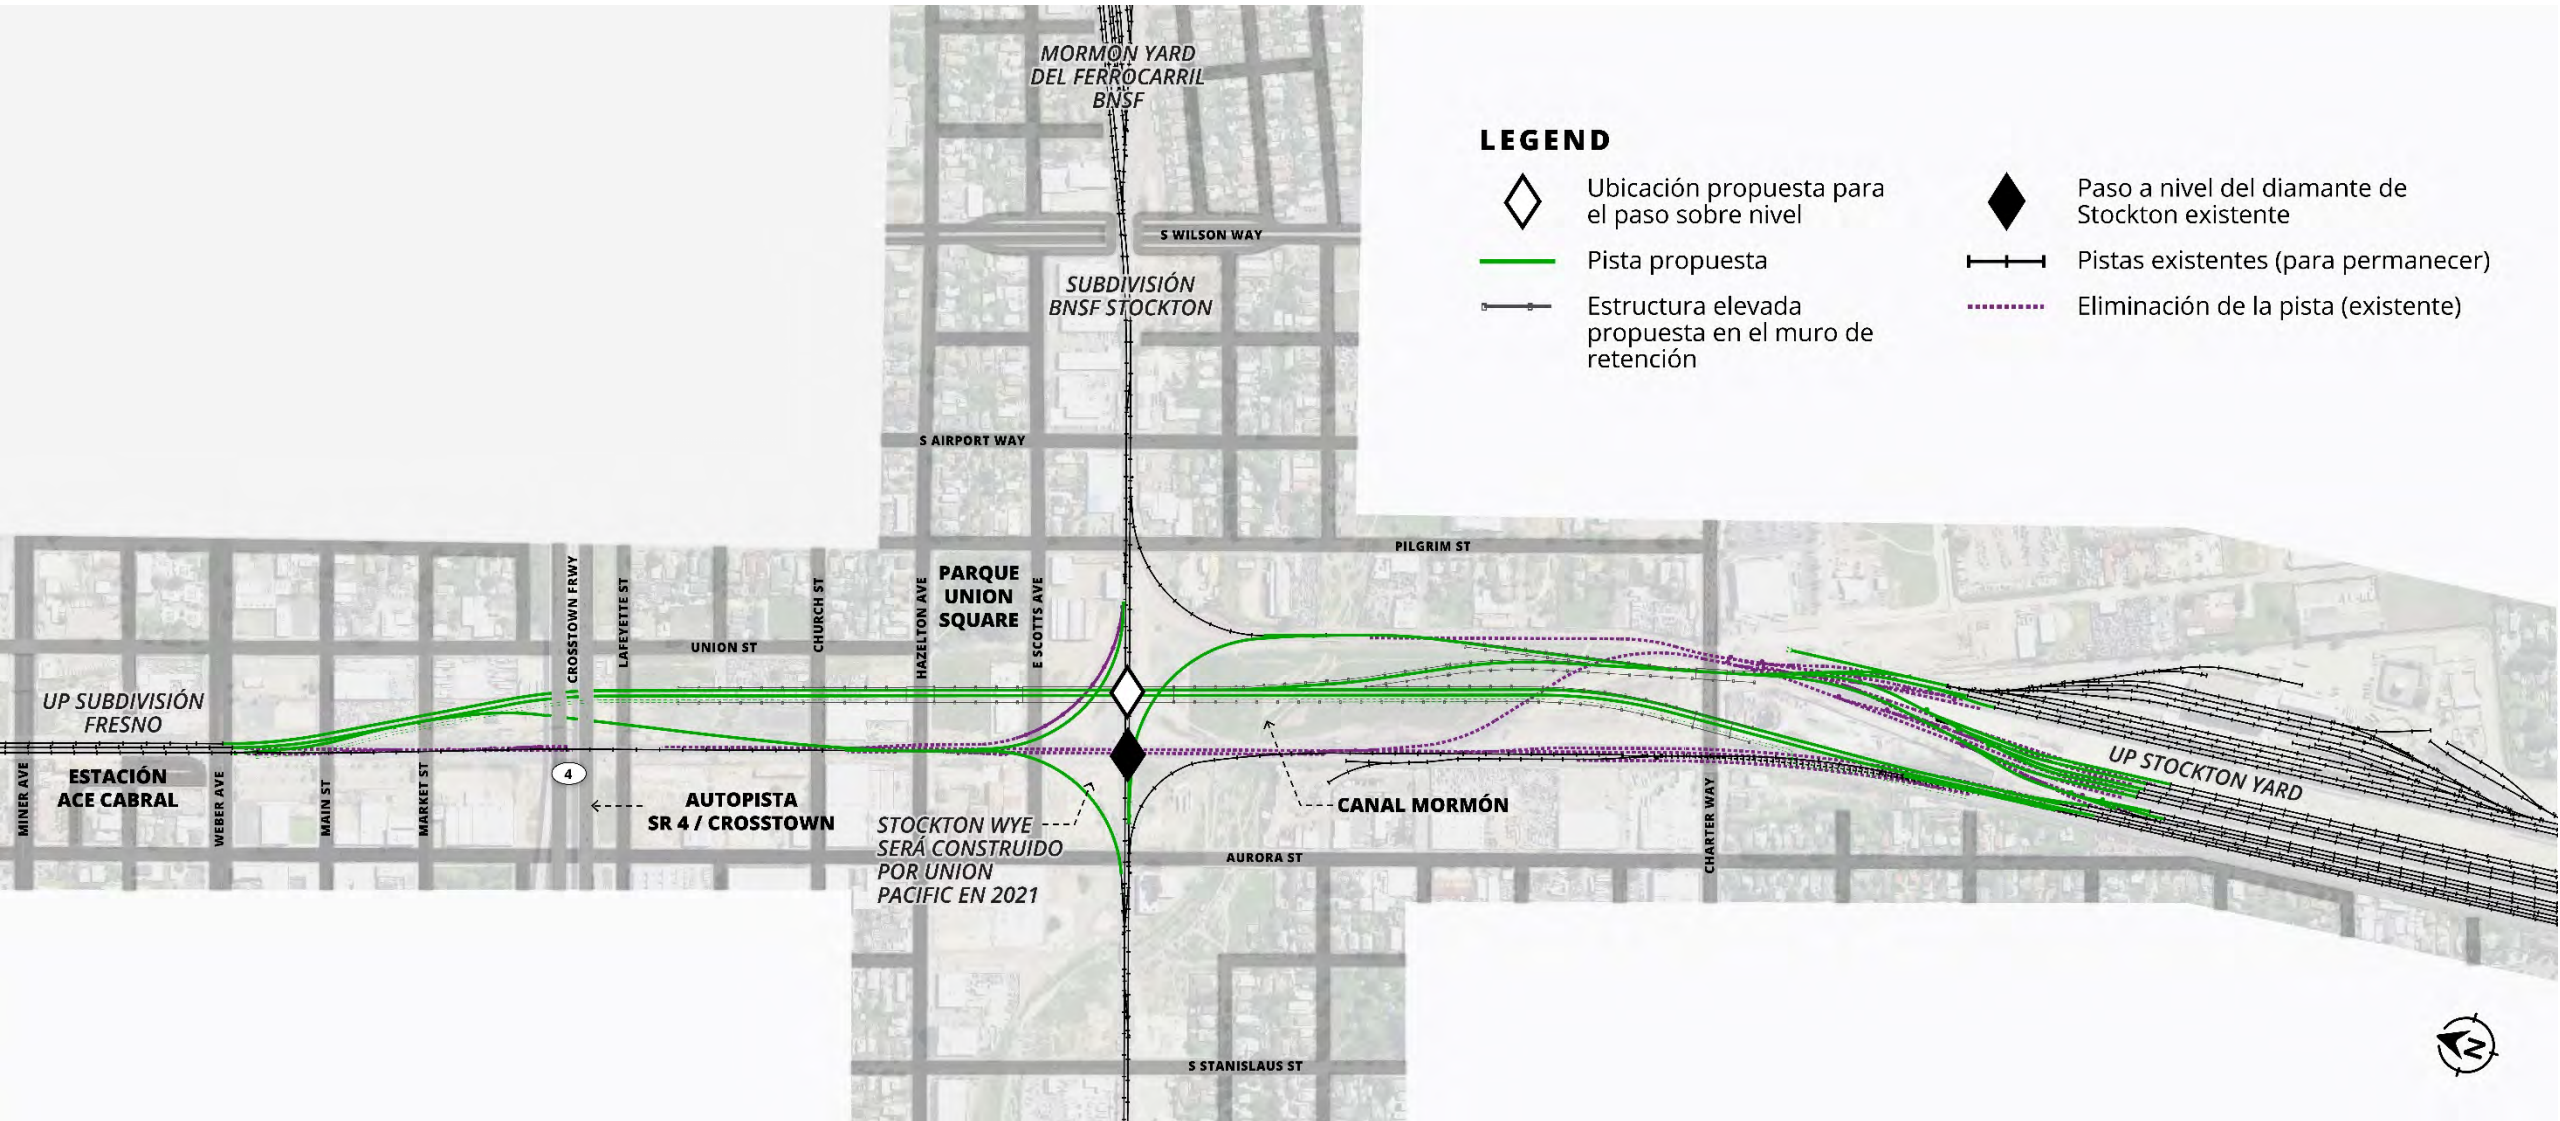 MORMON YARD
DEL FERROCARRIL
BNSF
LEGEND
Ubicación propuesta para
el paso sobre nivel
Pista propuesta
Estructura elevada
propuesta en el muro de
retención
Paso a nivel del diamante de
Stockton existente
Pistas existentes (para permanecer)
Eliminación de la pista (existente)
S WILSON WAY
SUBDIVISIÓN
BNSF STOCKTON
S AIRPORT WAY
PILGRIM ST
PARQUE
UNION
SQUARE
CROSSTOWN FRWY
LAFEYETTE ST
CHURCH ST
HAZELTON AVE
E SCOTTS AVE
UNION ST
UP SUBDIVISIÓN
FRESNO
ESTACIÓN
ACE CABRAL
MINER AVE
WEBER AVE
MAIN ST
MARKET ST
4
AUTOPISTA
SR 4 / CROSSTOWN
STOCKTON WYE
SERÁ CONSTRUIDO
POR UNION
PACIFIC EN 2021
CANAL MORMÓN
AURORA ST
CHARTER WAY
UP STOCKTON YARD
S STANISLAUS ST
N